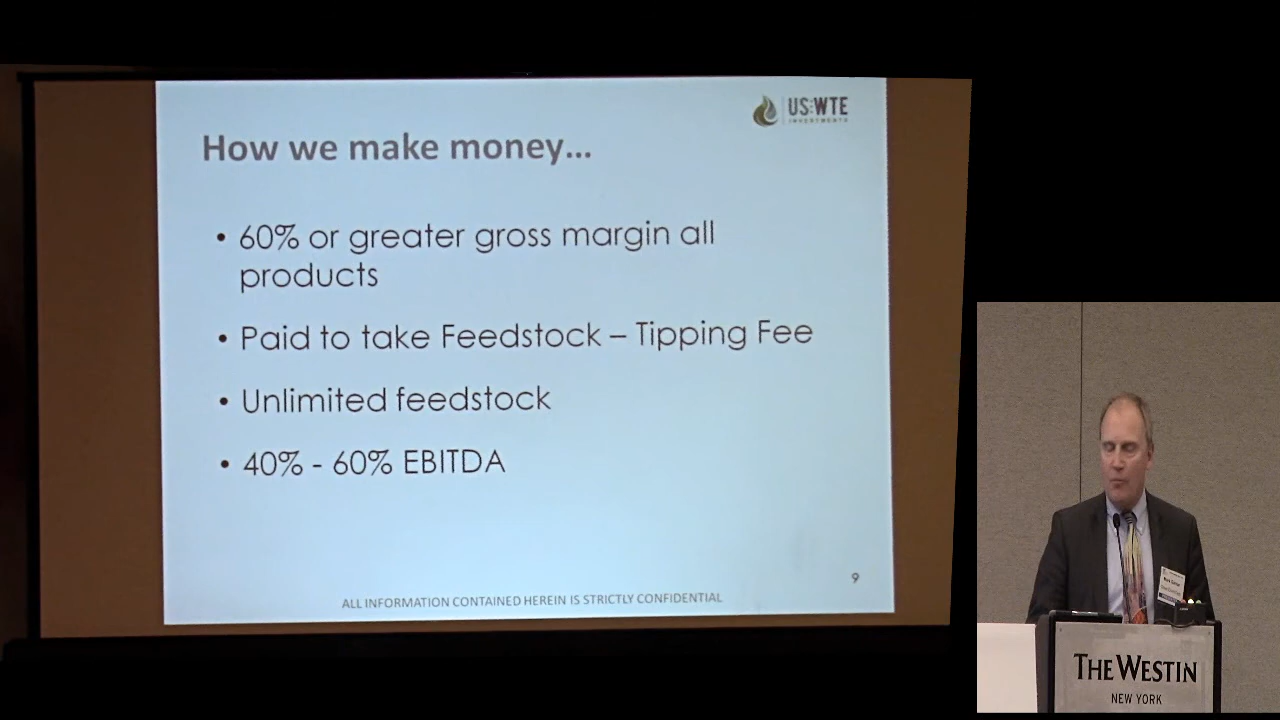 US:WTE
INVESTMENTS
How we make money...
• 60% or greater gross margin all
products
• Paid to take Feedstock – Tipping Fee
• Unlimited feedstock
• 40% - 60% EBITDA
9
ALL INFORMATION CONTAINED HEREIN IS STRICTLY CONFIDENTIAL
THE WESTIN
NEW YORK